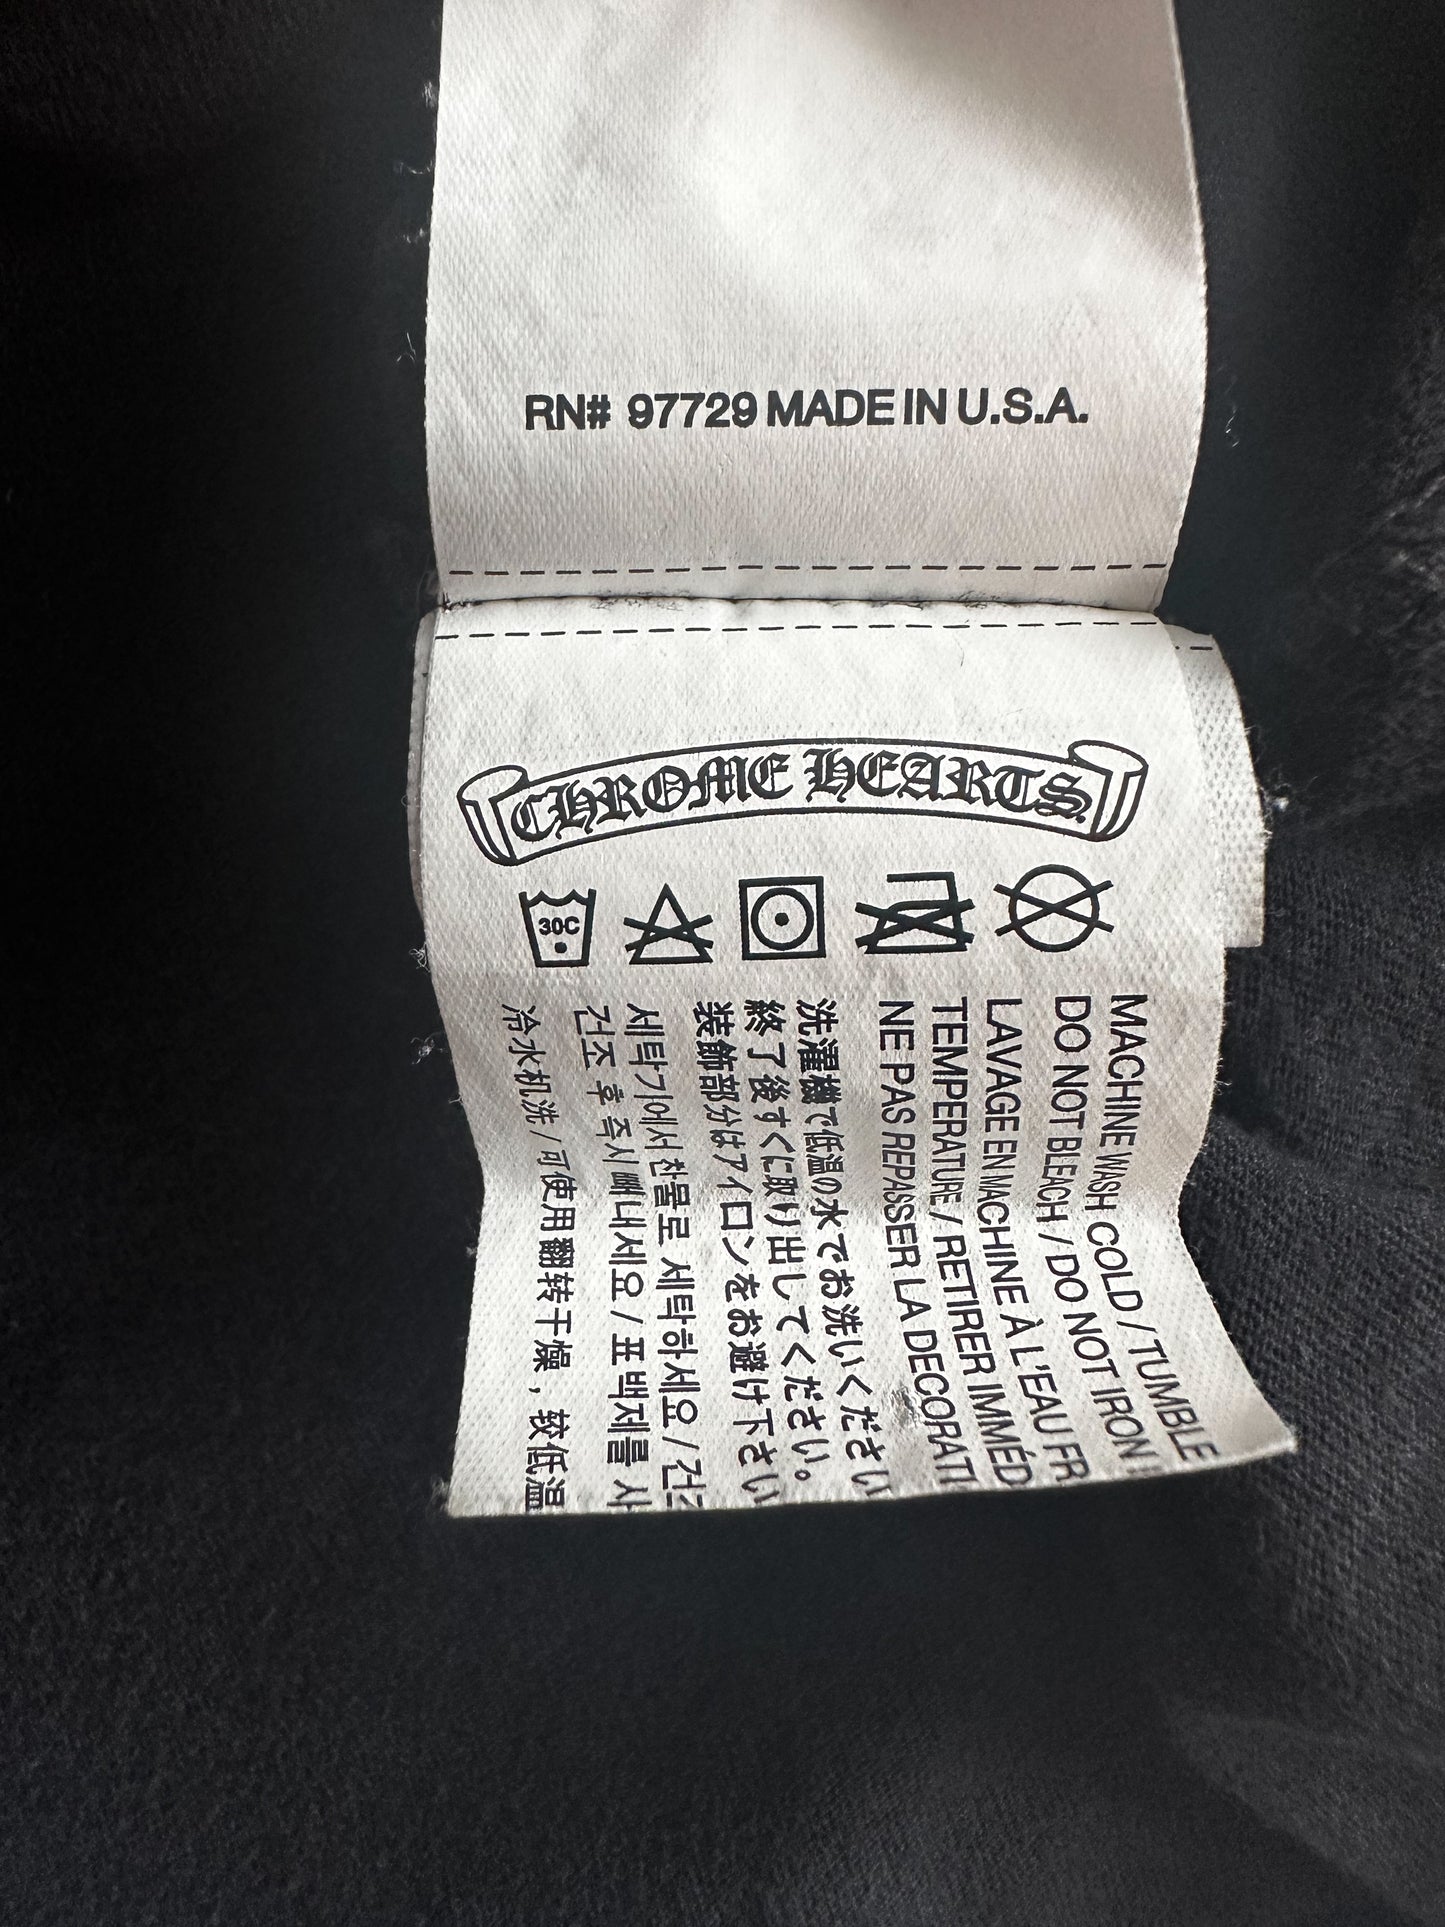 RN# 97729 MADE IN U.S.A.
CHROME HEARTS
30C
MACHINE WASH COLD / TUMBLE
DO NOT BLEACH / DO NOT IRON
LAVAGE EN MACHINE À L'EAU FR
TEMPERATURE / RETIRER IMMÉD
NE PAS REPASSER LA DECORATI
洗濯機で低温の水でお洗いください
終了後すぐに取り出してください。
装飾部分はアイロンをお避け下さい
세탁기에서 찬물로 세탁하세요 / 건조
건조 후 즉시 빼내세요 / 표백제를 사
冷水机洗 / 可使用翻转干燥，较低温